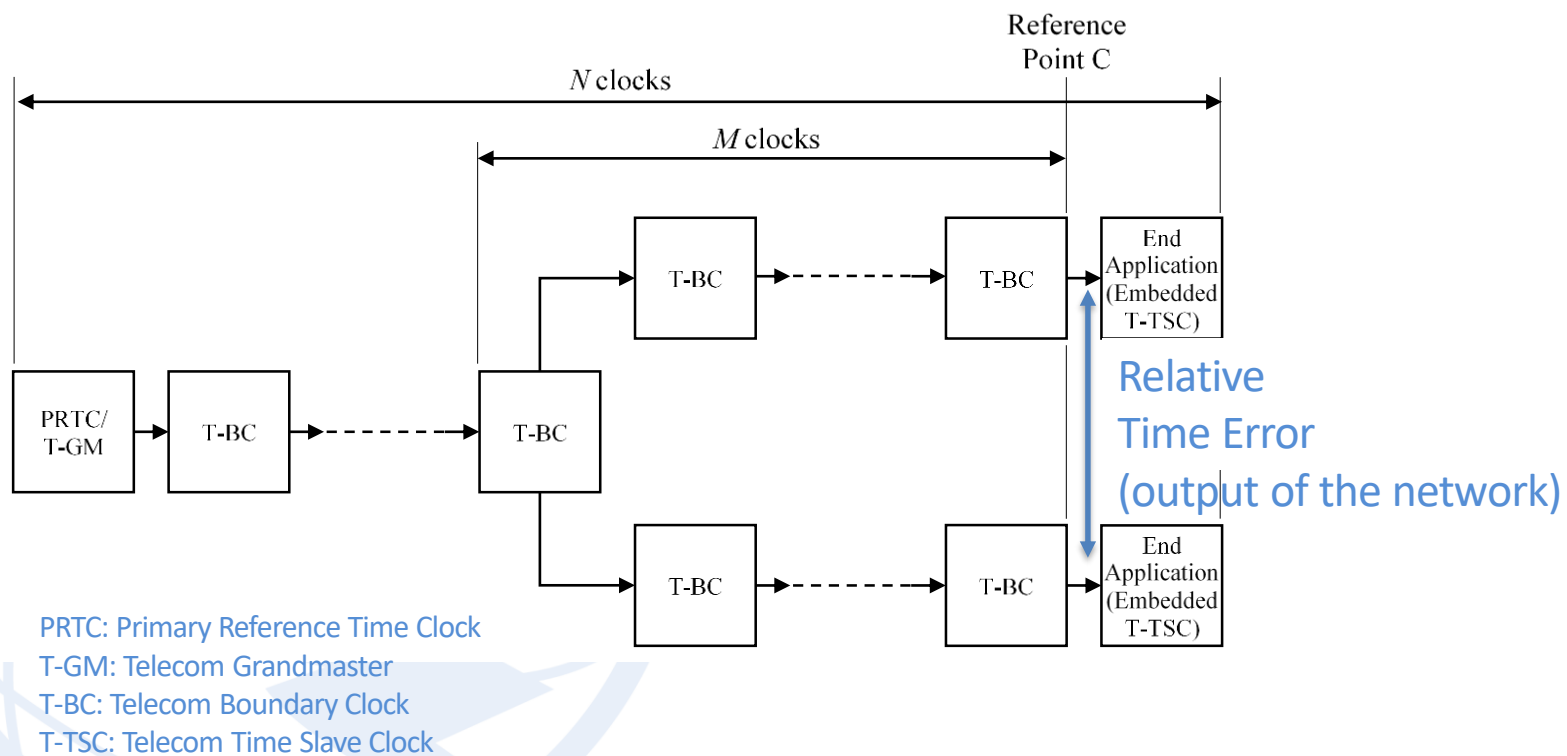 Reference
Point C
N clocks
M clocks
T-BC
T-BC
End
Application
(Embedded
T-TSC)
PRTC/
T-GM
T-BC
T-BC
Relative
Time Error
(output of the network)
T-BC
T-BC
End
Application
(Embedded
T-TSC)
PRTC: Primary Reference Time Clock
T-GM: Telecom Grandmaster
T-BC: Telecom Boundary Clock
T-TSC: Telecom Time Slave Clock